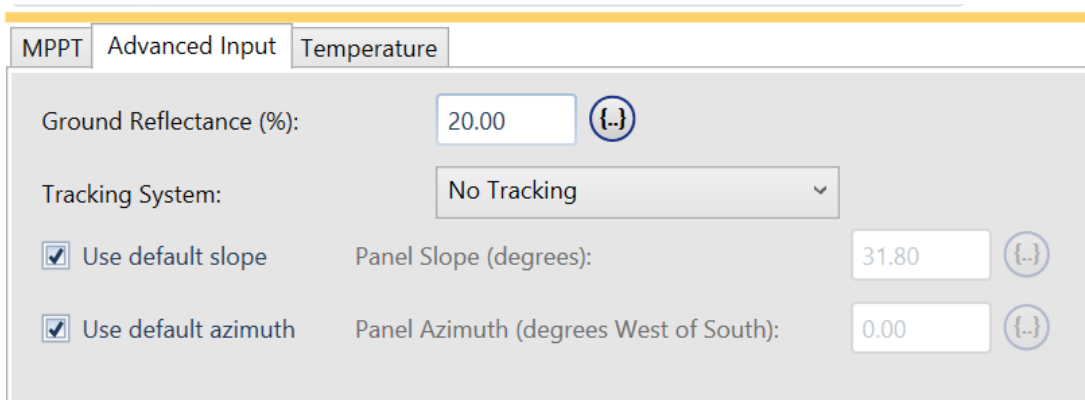 MPPT Advanced Input Temperature
Ground Reflectance (%): 20.00 {..}
Tracking System: No Tracking
Use default slope Panel Slope (degrees): 31.80 {..}
Use default azimuth Panel Azimuth (degrees West of South): 0.00 {..}